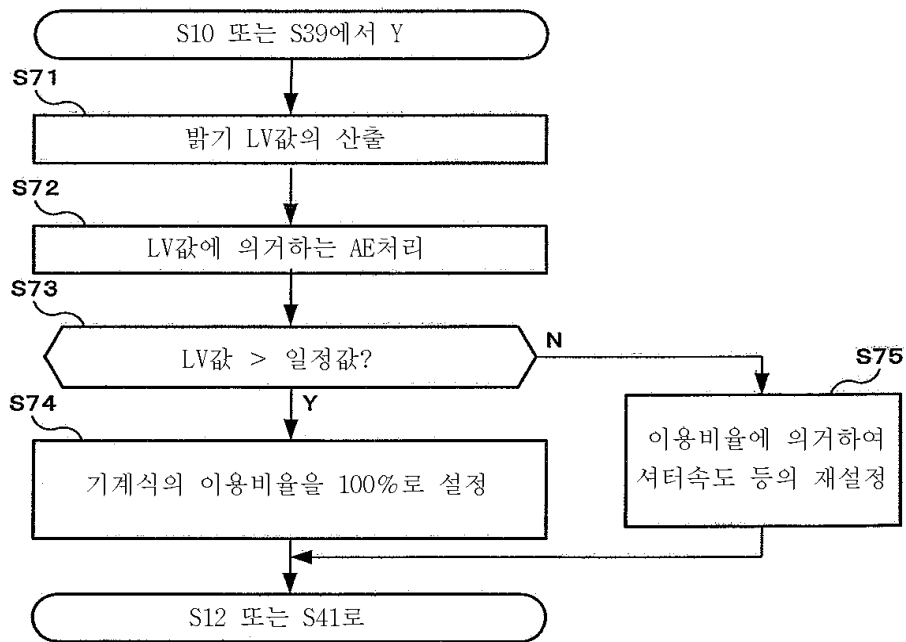 S10 또는 S39에서 Y
S71
밝기 LV값의 산출
S72
LV값에 의거하는 AE처리
S73
LV값 > 일정값?
N
Y
S75
이용비율에 의거하여
셔터속도 등의 재설정
S74
기계식의 이용비율을 100%로 설정
S12 또는 S41로